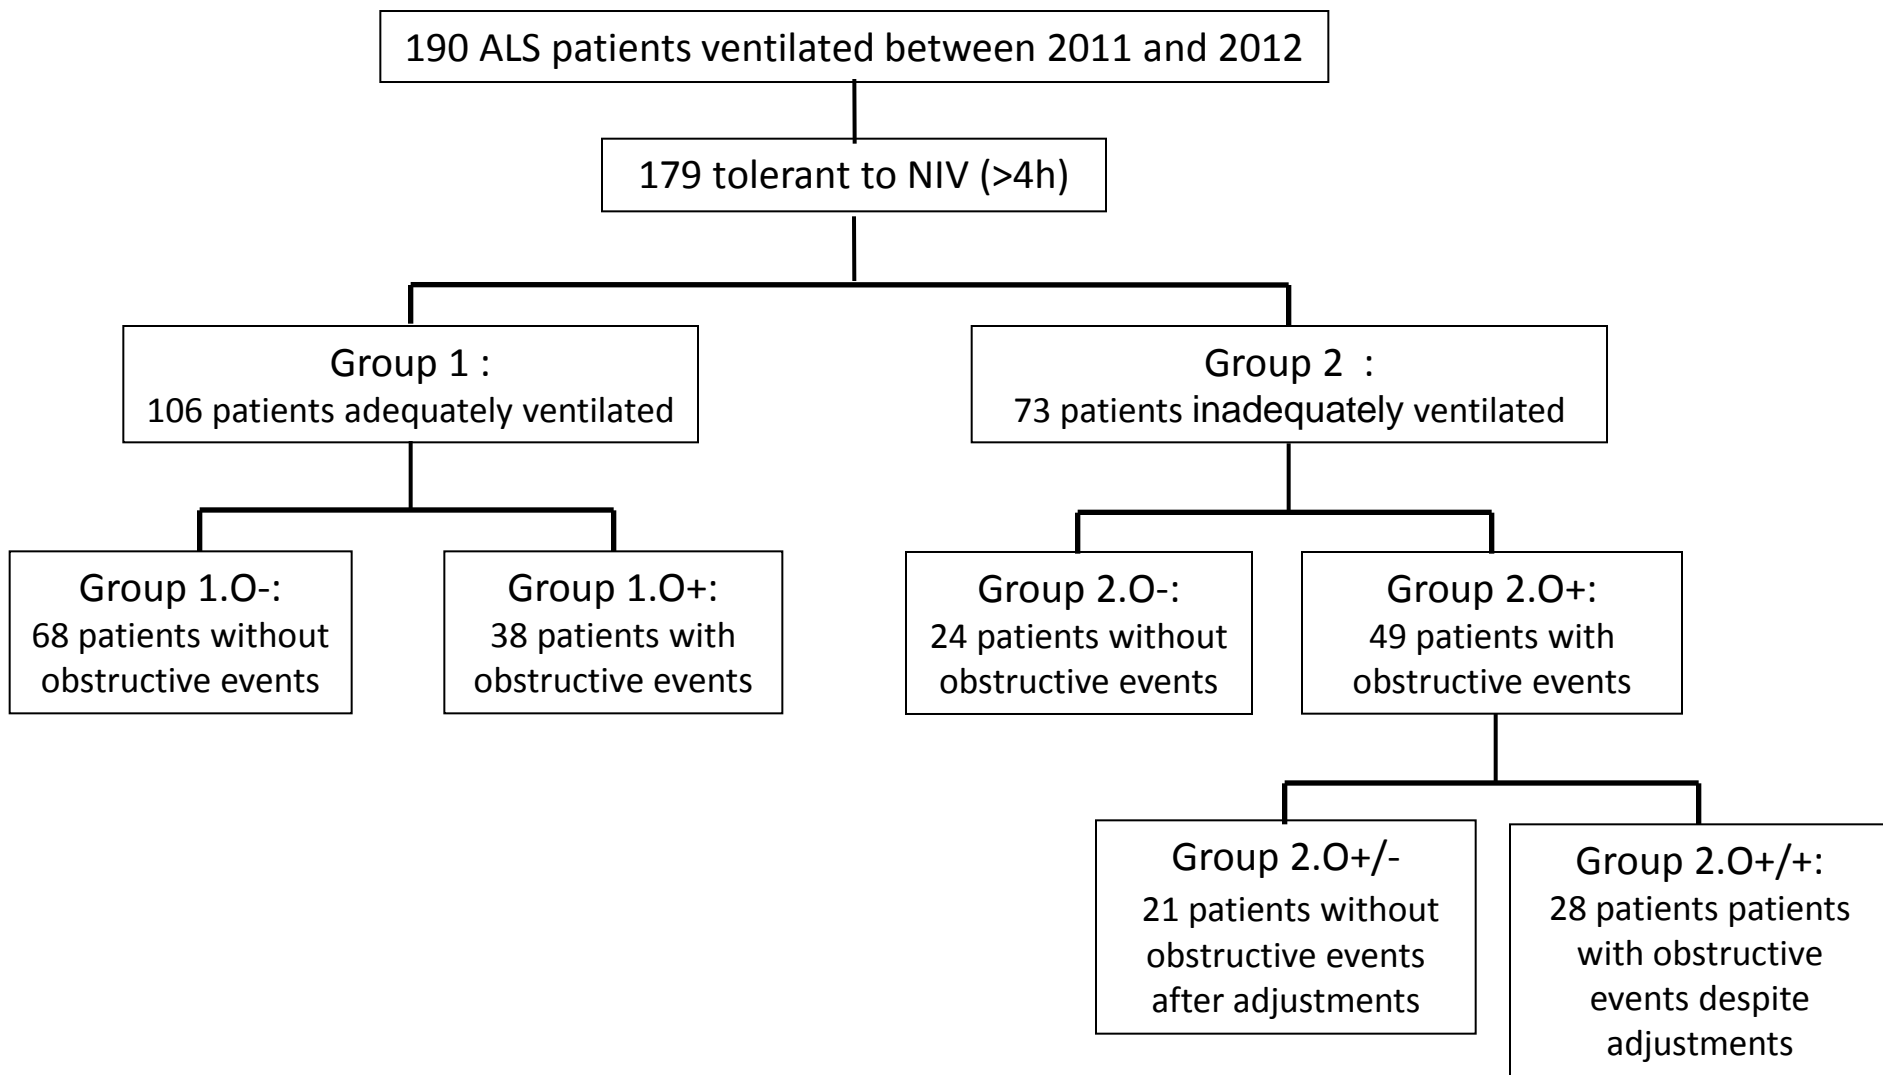 190 ALS patients ventilated between 2011 and 2012
179 tolerant to NIV (>4h)
Group 1 :
106 patients adequately ventilated
Group 2  :
73 patients inadequately ventilated
Group 1.O-:
68 patients without
obstructive events
Group 1.O+:
38 patients with
obstructive events
Group 2.O-:
24 patients without
obstructive events
Group 2.O+:
49 patients with
obstructive events
Group 2.O+/-
21 patients without
obstructive events
after adjustments
Group 2.O+/+:
28 patients patients
with obstructive
events despite
adjustments